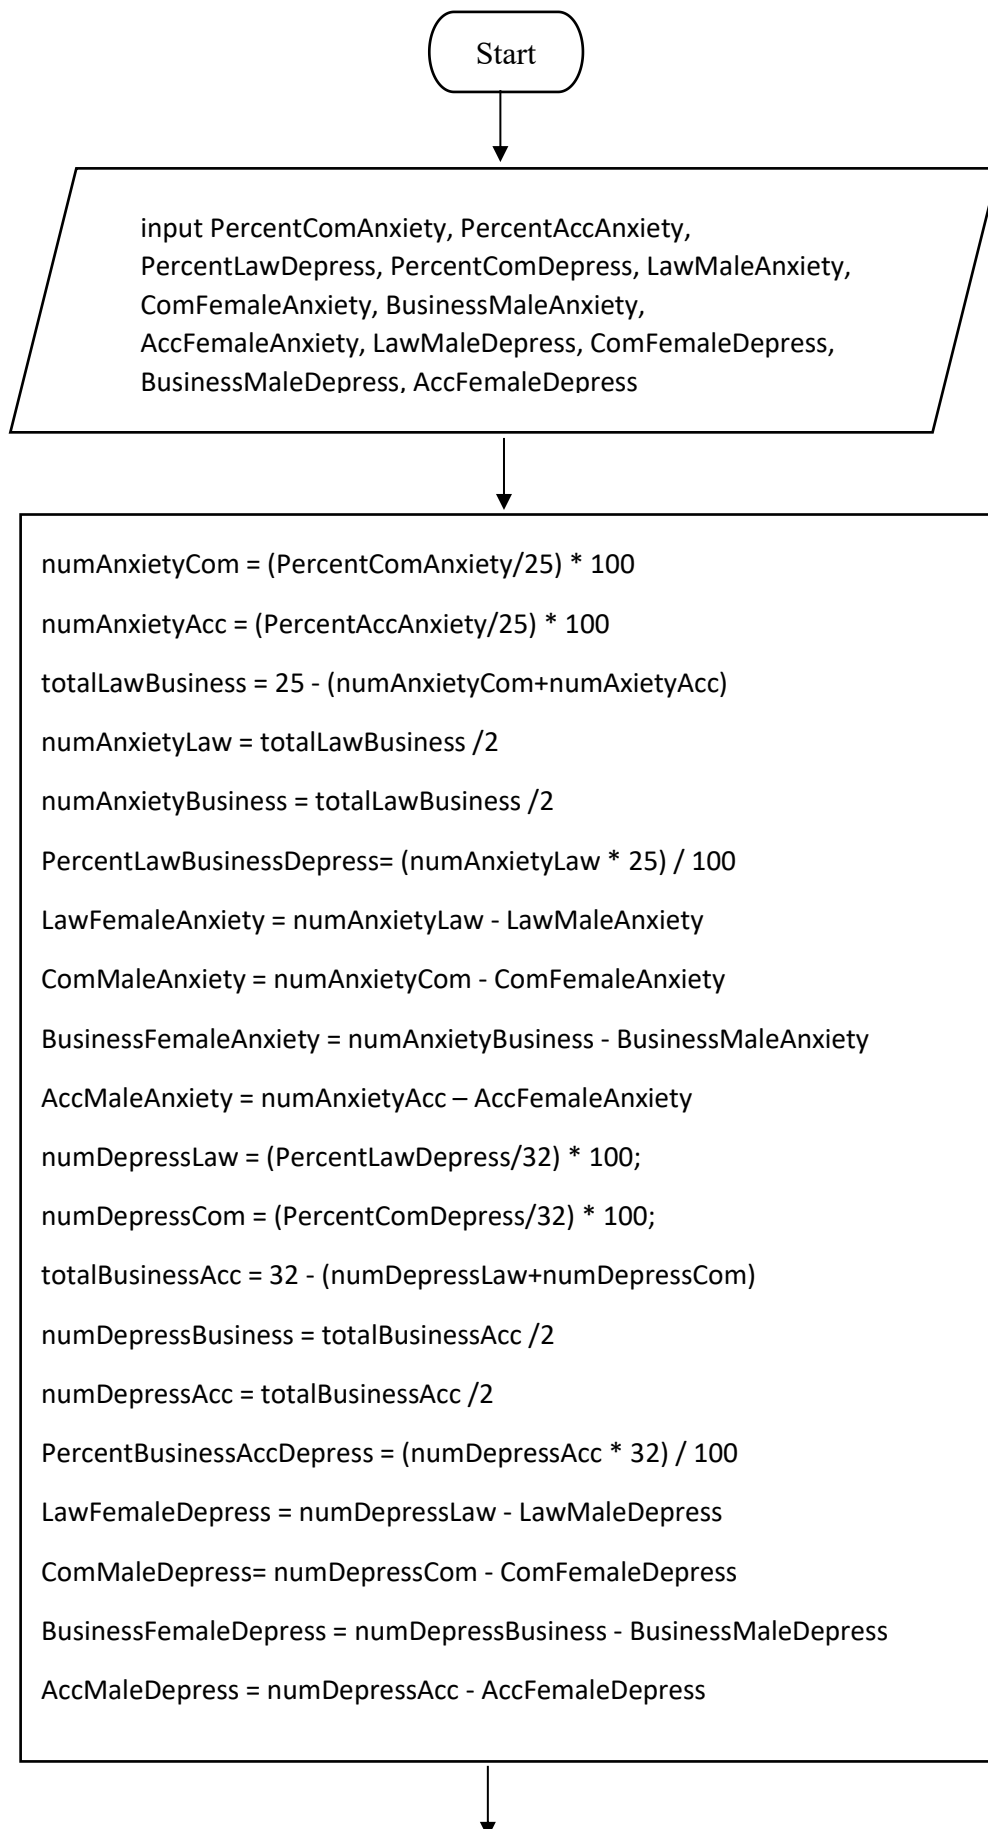 Start
input PercentComAnxiety, PercentAccAnxiety,
PercentLawDepress, PercentComDepress, LawMaleAnxiety,
ComFemaleAnxiety, BusinessMaleAnxiety,
AccFemaleAnxiety, LawMaleDepress, ComFemaleDepress,
BusinessMaleDepress, AccFemaleDepress
numAnxietyCom = (PercentComAnxiety/25) * 100
numAnxietyAcc = (PercentAccAnxiety/25) * 100
totalLawBusiness = 25 - (numAnxietyCom+numAxietyAcc)
numAnxietyLaw = totalLawBusiness /2
numAnxietyBusiness = totalLawBusiness /2
PercentLawBusinessDepress= (numAnxietyLaw * 25) / 100
LawFemaleAnxiety = numAnxietyLaw - LawMaleAnxiety
ComMaleAnxiety = numAnxietyCom - ComFemaleAnxiety
BusinessFemaleAnxiety = numAnxietyBusiness - BusinessMaleAnxiety
AccMaleAnxiety = numAnxietyAcc – AccFemaleAnxiety
numDepressLaw = (PercentLawDepress/32) * 100;
numDepressCom = (PercentComDepress/32) * 100;
totalBusinessAcc = 32 - (numDepressLaw+numDepressCom)
numDepressBusiness = totalBusinessAcc /2
numDepressAcc = totalBusinessAcc /2
PercentBusinessAccDepress = (numDepressAcc * 32) / 100
LawFemaleDepress = numDepressLaw - LawMaleDepress
ComMaleDepress= numDepressCom - ComFemaleDepress
BusinessFemaleDepress = numDepressBusiness - BusinessMaleDepress
AccMaleDepress = numDepressAcc - AccFemaleDepress